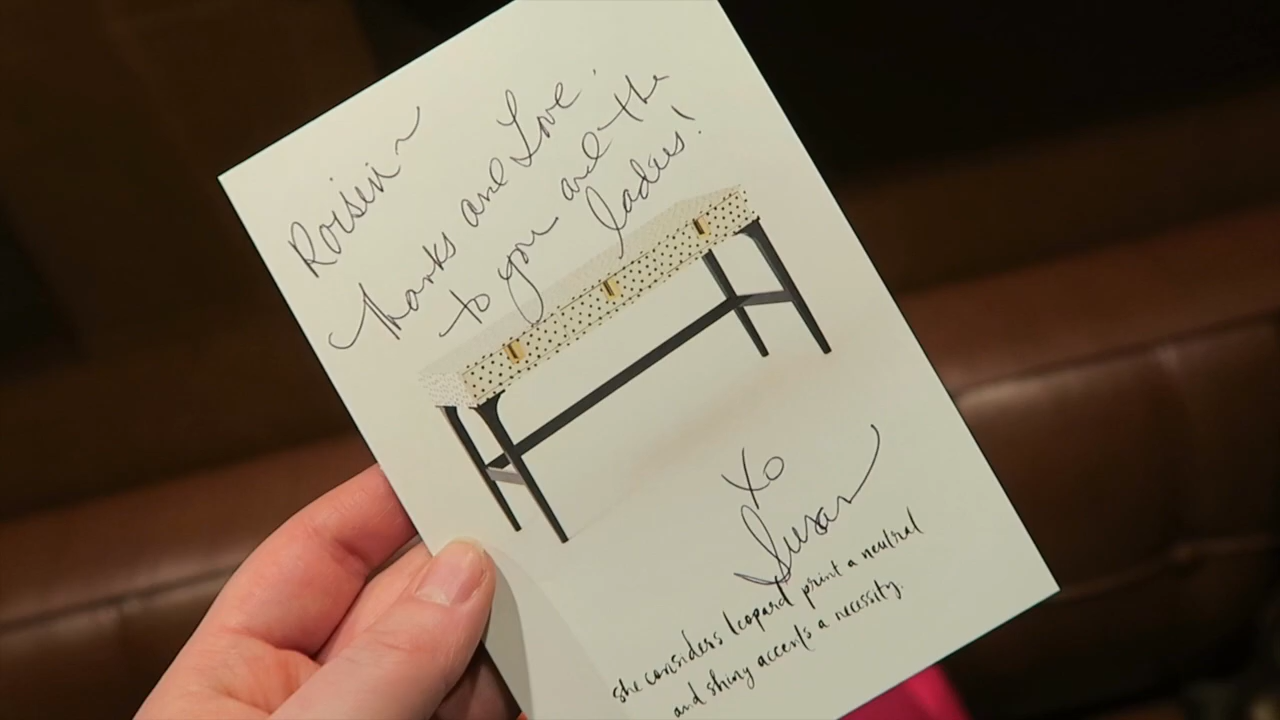 Roisin ~
Thanks and Love
to you and the
ladies!
xo
Susan
she considers leopard print a neutral
and shiny accents a necessity.